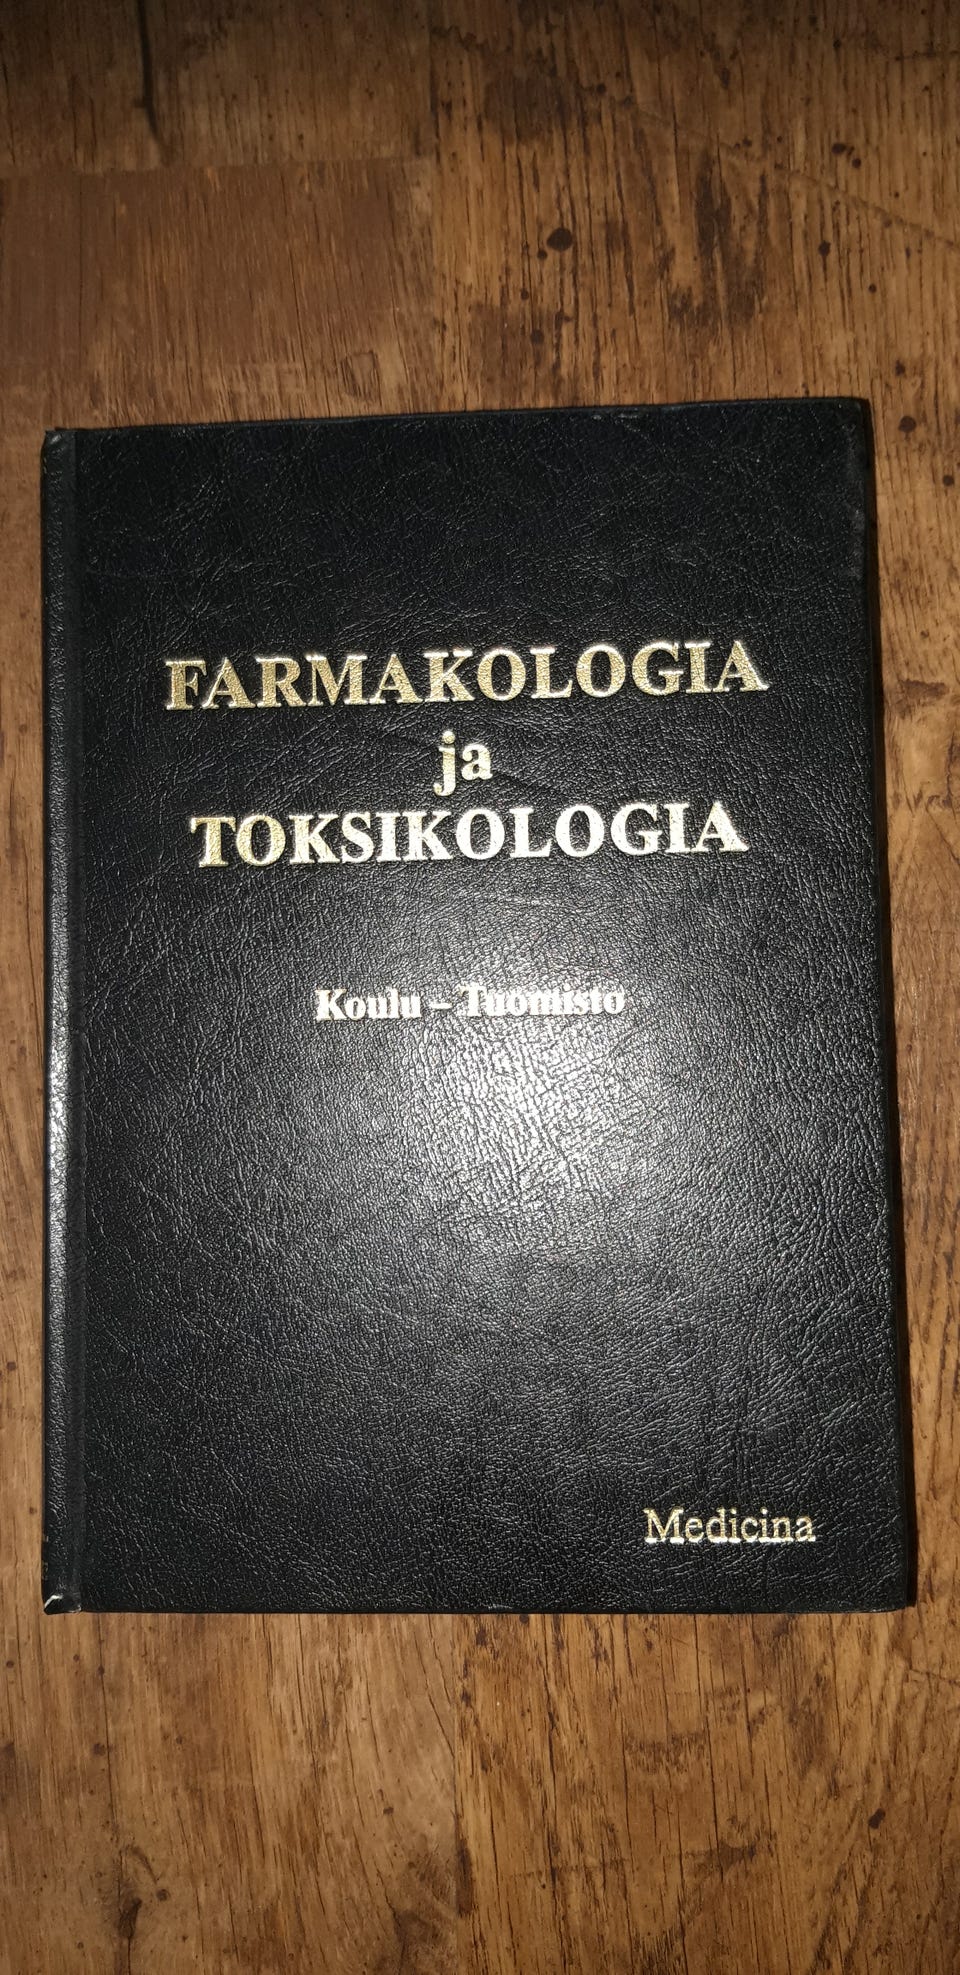 FARMAKOLOGIA
ja
TOKSIKOLOGIA
Koulu – Tuomisto
Medicina